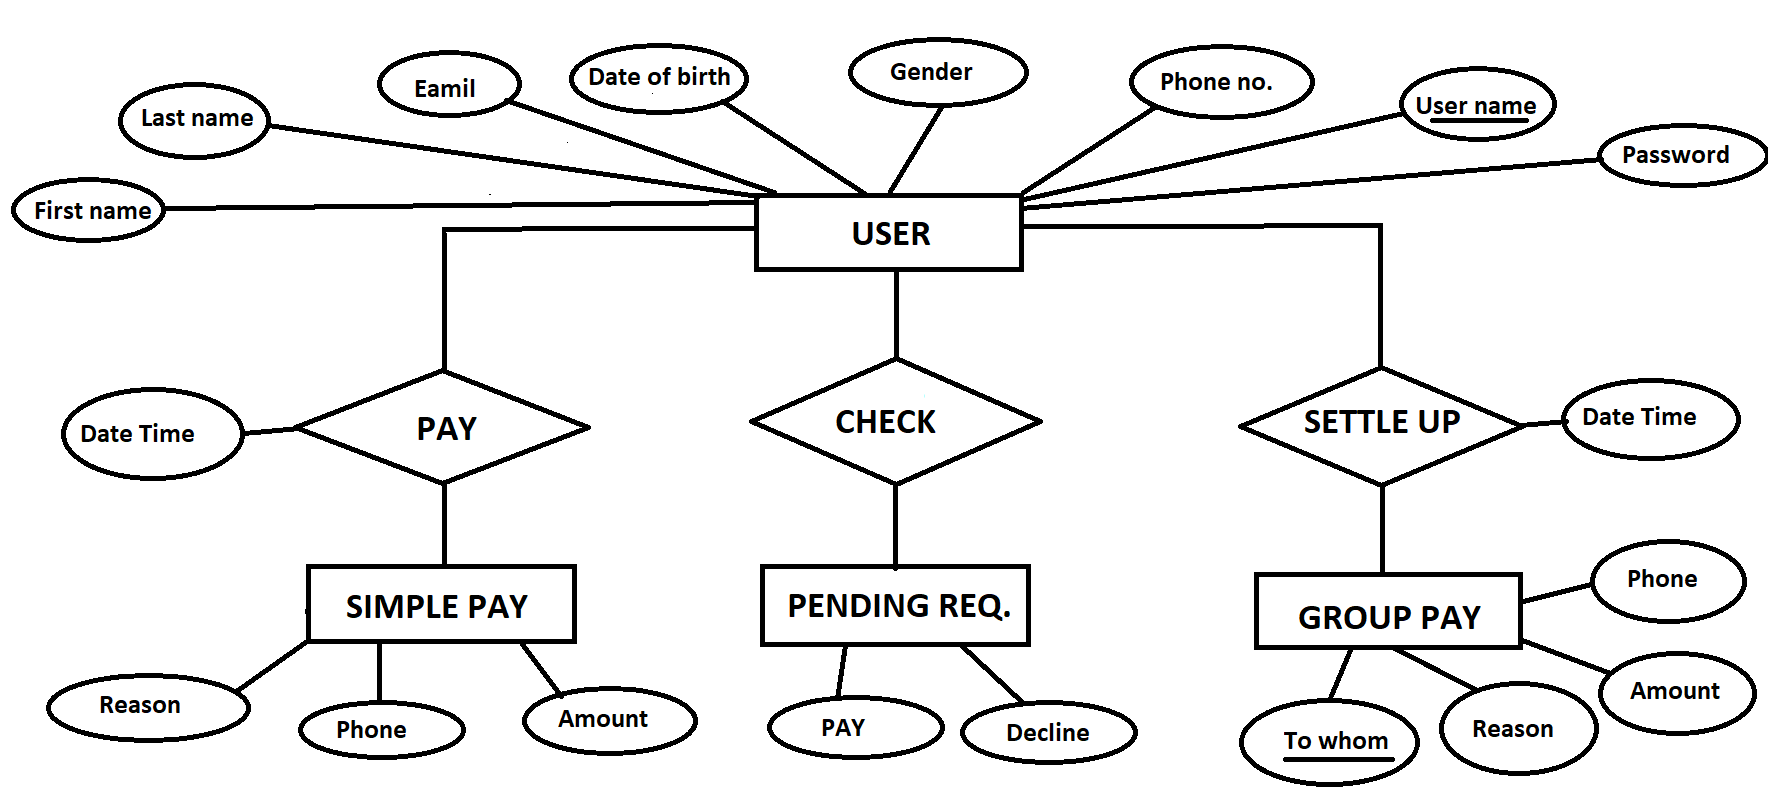 Last name
Eamil
Date of birth
Gender
Phone no.
User name
Password
First name
USER
Date Time
PAY
CHECK
SETTLE UP
Date Time
SIMPLE PAY
PENDING REQ.
GROUP PAY
Phone
Reason
Phone
Amount
PAY
Decline
To whom
Reason
Amount